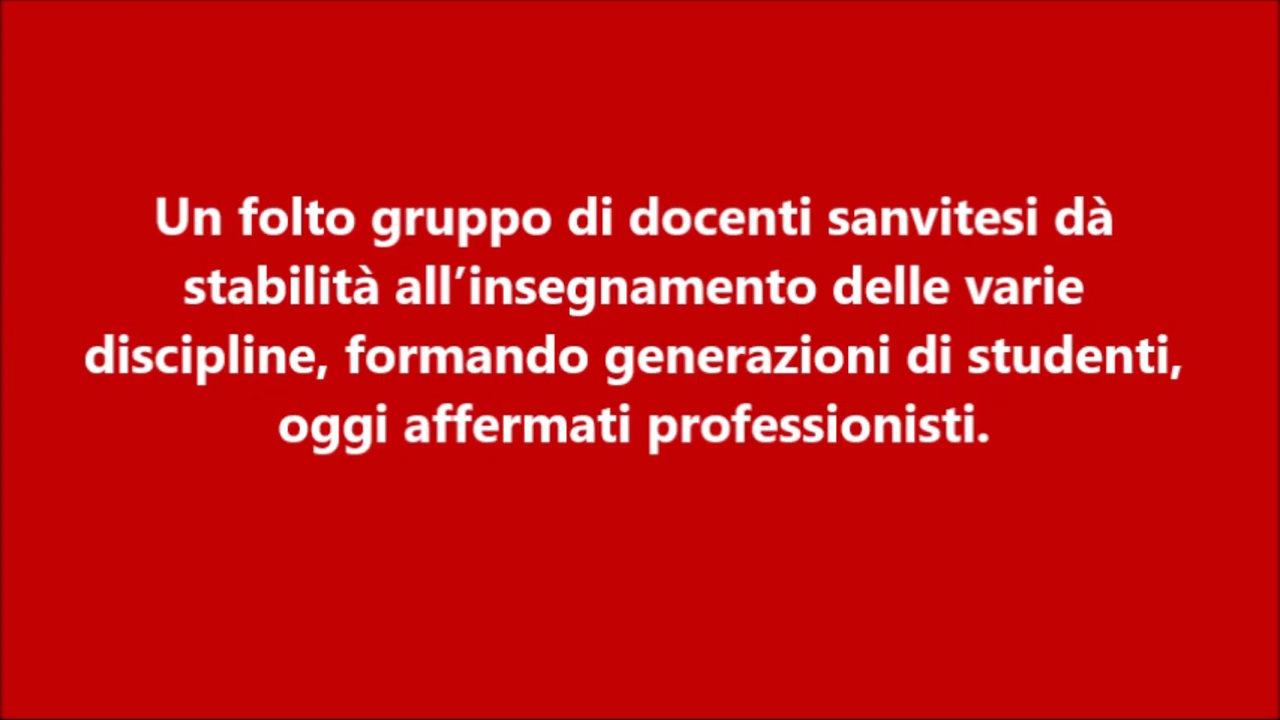 Un folto gruppo di docenti sanvitesi dà
stabilità all’insegnamento delle varie
discipline, formando generazioni di studenti,
oggi affermati professionisti.